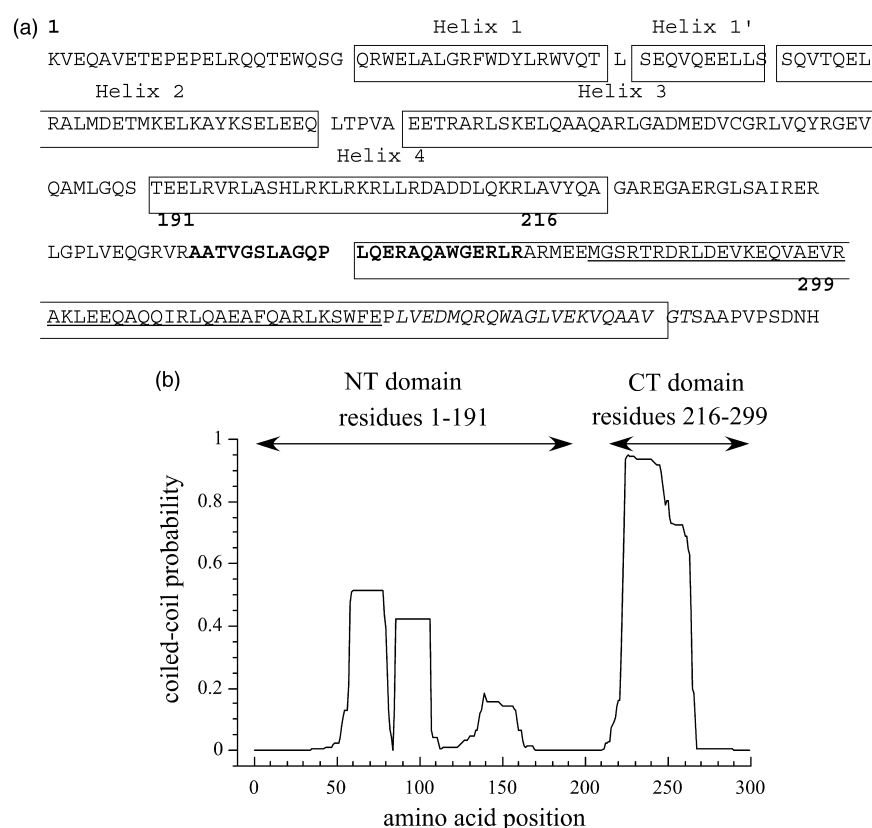 (a) 1
Helix 1 Helix 1'
KVEQAVETEPEPELRQQTEWQSG QRWELALGRFWDYLRWVQT L SEQVQEELLS SQVTQEL
Helix 2 Helix 3
RALMDETMKELKAYKSELEEQ LTPVA EETRARLSKELQAAQARLGADMEDVCGRLVQYRGEV
Helix 4
QAMLGQS TEELRVRLASHLRKLRKRLLRDADDLQKRLAVYQA GAREGAERGLSAIRER
191 216
LGPLVEQGRVRAATVGSLAGQP LQERAQAWGERLRARMEEMGSRTRDRLDEVKEQVAEVR
299
AKLEEQAQQIRLQAEAFQARLKSWFEPLVEDMQRQWAGLVEKVQAAV GTSAAPVPSDNH
(b) NT domain CT domain
residues 1-191 residues 216-299
1
0.8
0.6
0.4
0.2
0
coiled-coil probability
0 50 100 150 200 250 300
amino acid position